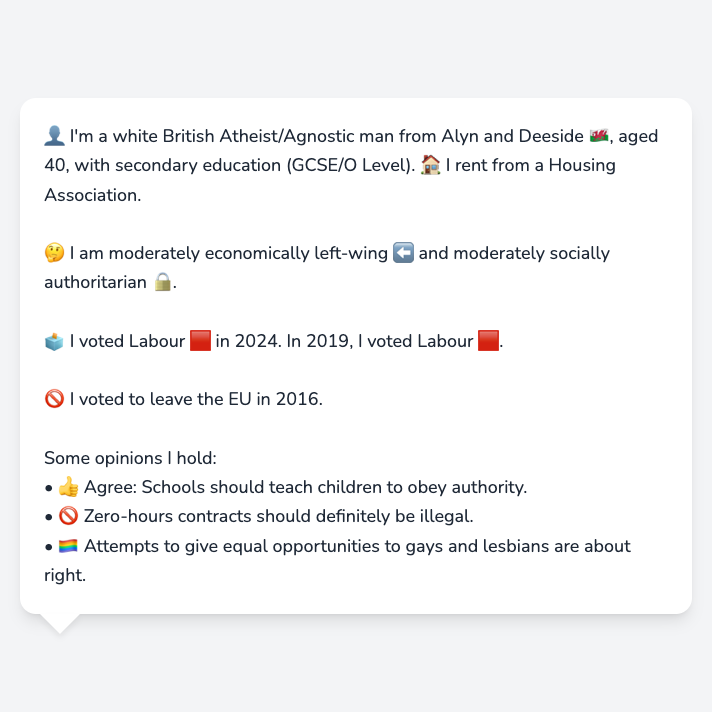 👤 I'm a white British Atheist/Agnostic man from Alyn and Deeside 🏴󠁧󠁢󠁷󠁬󠁳󠁿, aged
40, with secondary education (GCSE/O Level). 🏠 I rent from a Housing
Association.
🤔 I am moderately economically left-wing ⬅️ and moderately socially
authoritarian 🔒.
🗳️ I voted Labour 🟥 in 2024. In 2019, I voted Labour 🟥.
🚫 I voted to leave the EU in 2016.
Some opinions I hold:
• 👍 Agree: Schools should teach children to obey authority.
• 🚫 Zero-hours contracts should definitely be illegal.
• 🏳️‍🌈 Attempts to give equal opportunities to gays and lesbians are about
right.